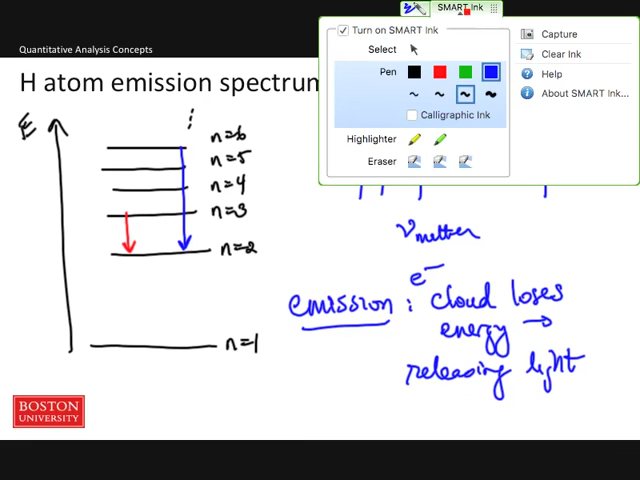 SMART Ink
Quantitative Analysis Concepts
Turn on SMART Ink
Capture
H atom emission spectrum
Select
Clear Ink
Pen
Help
About SMART Ink...
Calligraphic Ink
Highlighter
Eraser
E
n=6
n=5
n=4
n=3
n=2
n=1
ν matter
emission : e⁻ cloud loses
energy →
releasing light
BOSTON
UNIVERSITY